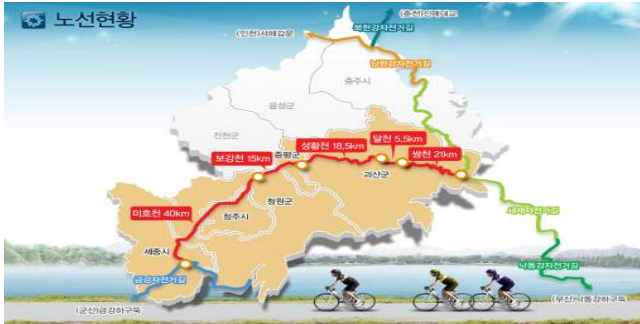 노선현황
(춘천)신매대교
북한강자전거길
(인천)서해갑문
남한강자전거길
충주시
음성군
진천군
달천 5.5km
성황천 18.5km
쌍천 21km
보강천 15km
증평군
괴산군
청원군
미호천 40km
청주시
새재자전거길
세종시
낙동강자전거길
금강자전거길
(군산)금강하구둑
(부산)낙동강하구둑